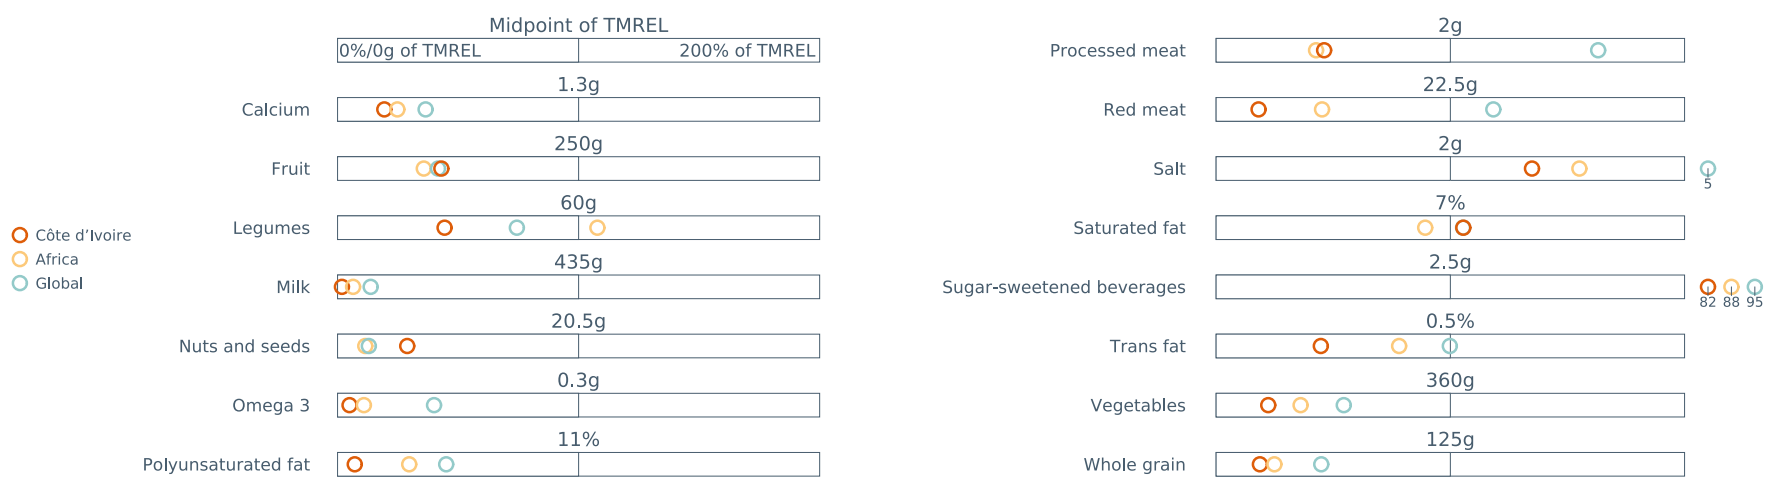 Midpoint of TMREL
0%/0g of TMREL
200% of TMREL
Calcium
1.3g
Fruit
250g
Legumes
60g
Milk
435g
Nuts and seeds
20.5g
Omega 3
0.3g
Polyunsaturated fat
11%
Côte d’Ivoire
Africa
Global
Processed meat
2g
Red meat
22.5g
Salt
2g
5
Saturated fat
7%
Sugar-sweetened beverages
2.5g
82 88 95
Trans fat
0.5%
Vegetables
360g
Whole grain
125g